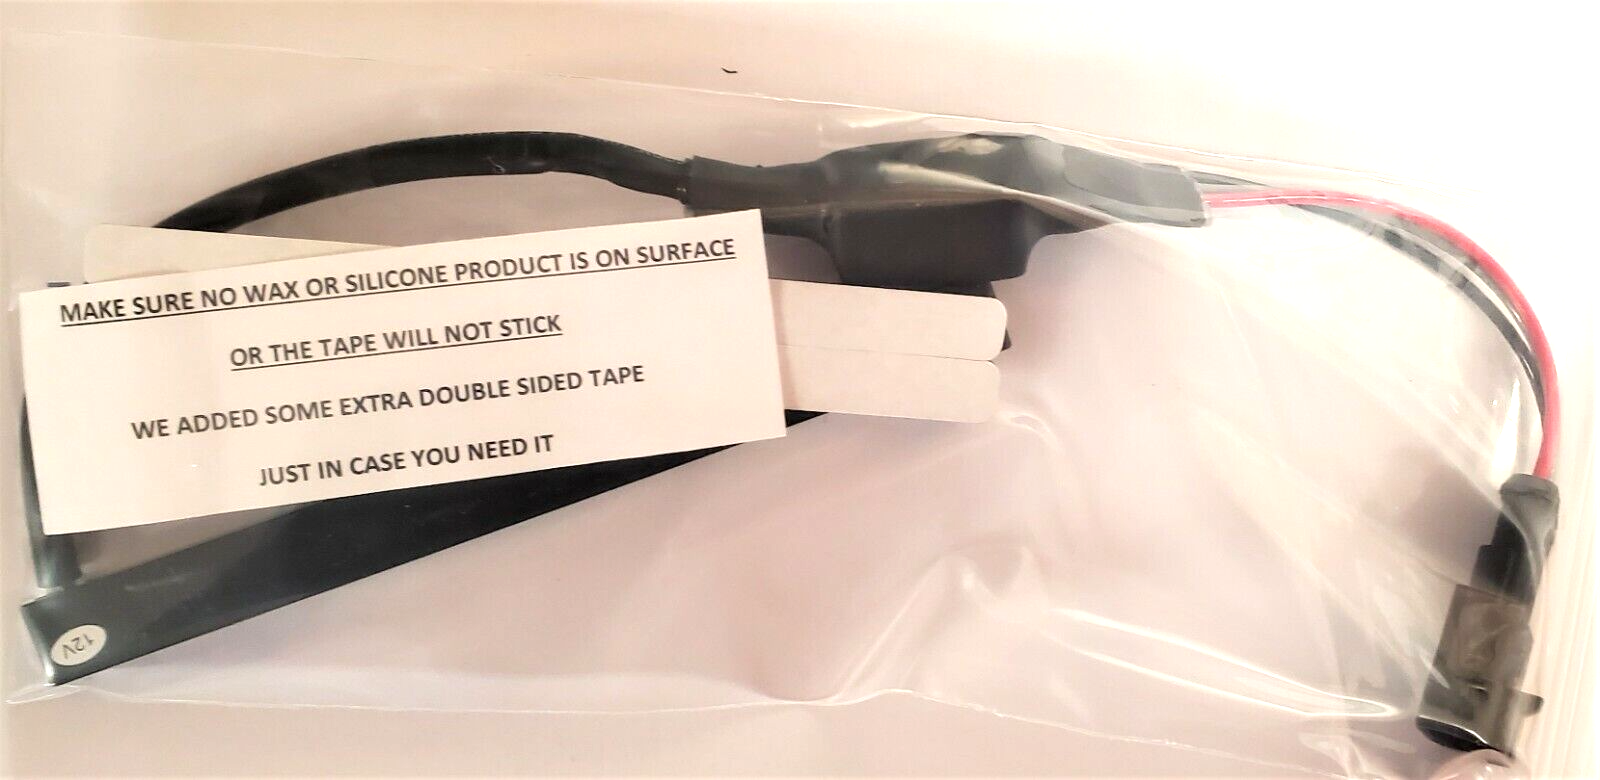 MAKE SURE NO WAX OR SILICONE PRODUCT IS ON SURFACE
OR THE TAPE WILL NOT STICK
WE ADDED SOME EXTRA DOUBLE SIDED TAPE
JUST IN CASE YOU NEED IT
12V